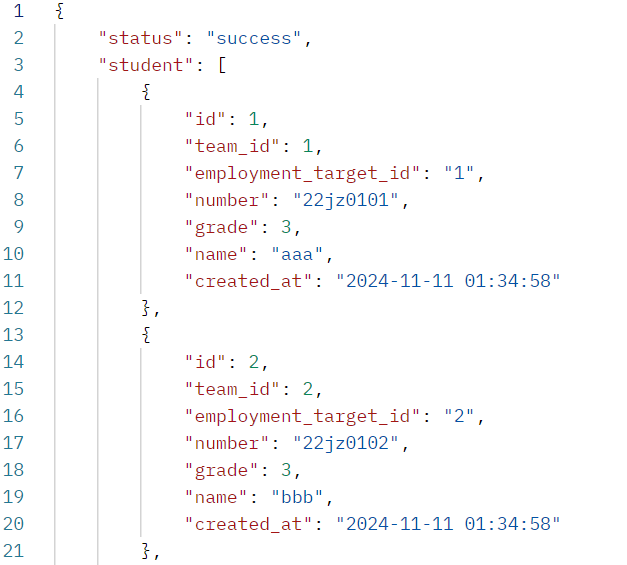 1 {
2 "status": "success",
3 "student": [
4 {
5 "id": 1,
6 "team_id": 1,
7 "employment_target_id": "1",
8 "number": "22jz0101",
9 "grade": 3,
10 "name": "aaa",
11 "created_at": "2024-11-11 01:34:58"
12 },
13 {
14 "id": 2,
15 "team_id": 2,
16 "employment_target_id": "2",
17 "number": "22jz0102",
18 "grade": 3,
19 "name": "bbb",
20 "created_at": "2024-11-11 01:34:58"
21 },